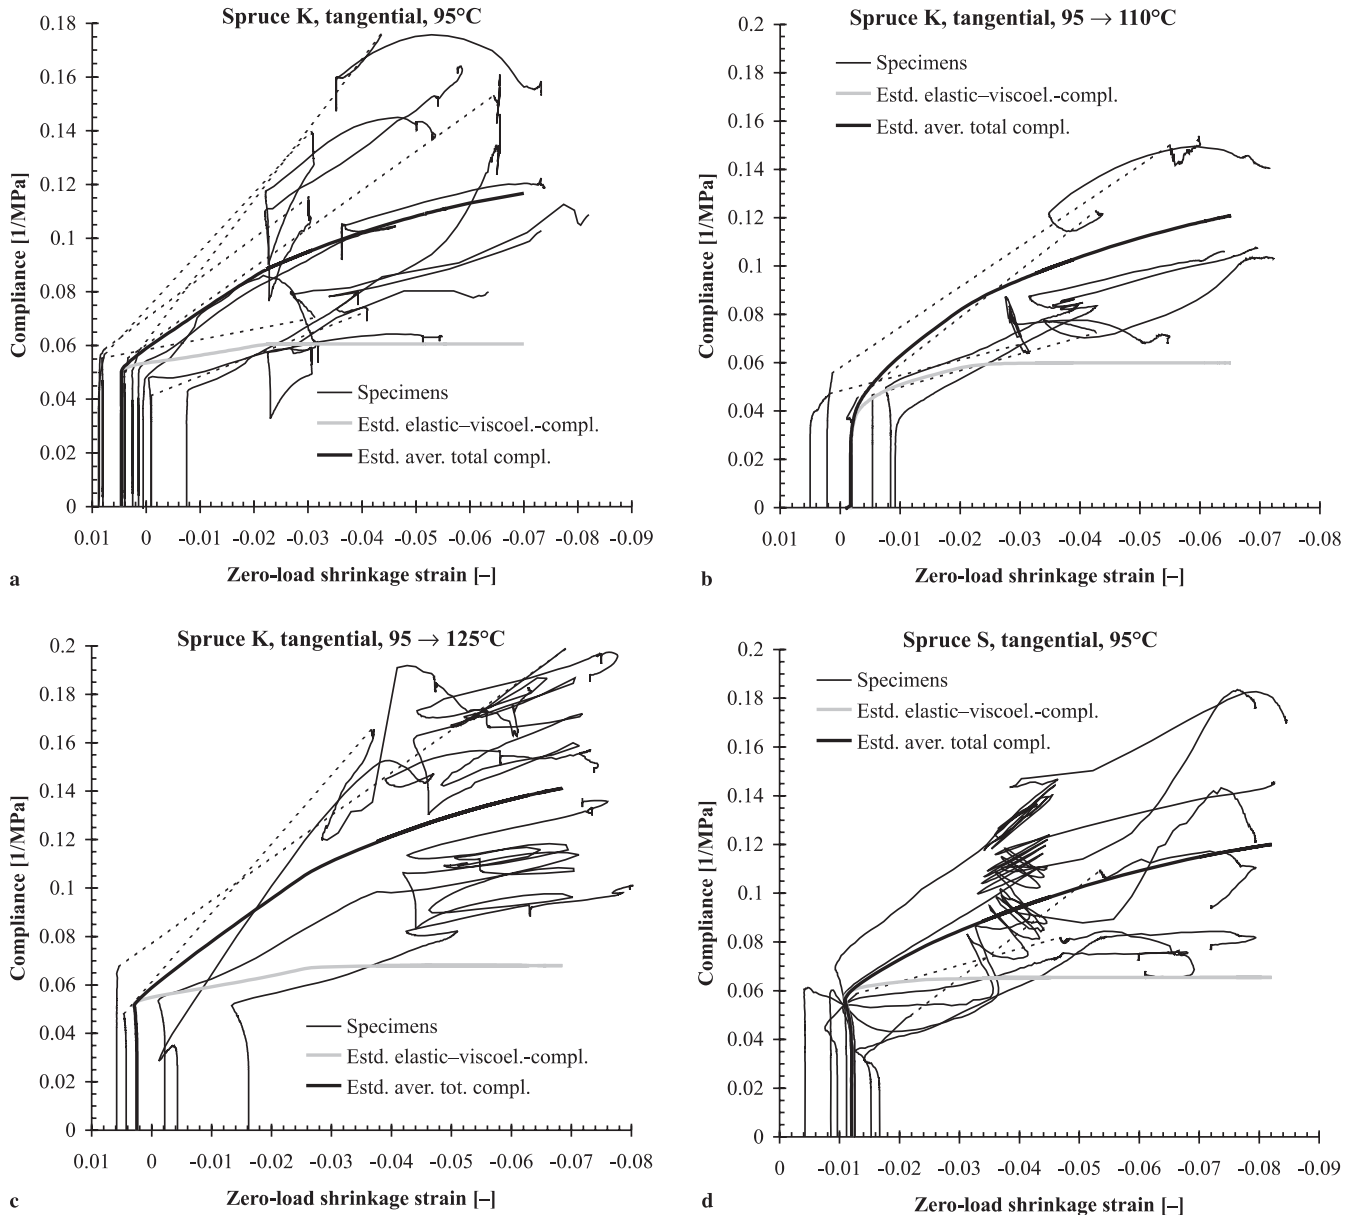 Spruce K, tangential, 95°C
0.18
0.16
0.14
0.12
0.1
0.08
0.06
0.04
0.02
0
Compliance [1/MPa]
Specimens
Estd. elastic–viscoel.-compl.
Estd. aver. total compl.
0.01 0 -0.01 -0.02 -0.03 -0.04 -0.05 -0.06 -0.07 -0.08 -0.09
Zero-load shrinkage strain [–]
a
Spruce K, tangential, 95 → 110°C
0.2
0.18
0.16
0.14
0.12
0.1
0.08
0.06
0.04
0.02
0
Compliance [1/MPa]
Specimens
Estd. elastic–viscoel.-compl.
Estd. aver. total compl.
0.01 0 -0.01 -0.02 -0.03 -0.04 -0.05 -0.06 -0.07 -0.08
Zero-load shrinkage strain [–]
b
Spruce K, tangential, 95 → 125°C
0.2
0.18
0.16
0.14
0.12
0.1
0.08
0.06
0.04
0.02
0
Compliance [1/MPa]
Specimens
Estd. elastic–viscoel.-compl.
Estd. aver. tot. compl.
0.01 0 -0.01 -0.02 -0.03 -0.04 -0.05 -0.06 -0.07 -0.08
Zero-load shrinkage strain [–]
c
Spruce S, tangential, 95°C
0.2
0.18
0.16
0.14
0.12
0.1
0.08
0.06
0.04
0.02
0
Compliance [1/MPa]
Specimens
Estd. elastic–viscoel.-compl.
Estd. aver. total compl.
0 -0.01 -0.02 -0.03 -0.04 -0.05 -0.06 -0.07 -0.08 -0.09
Zero-load shrinkage strain [–]
d